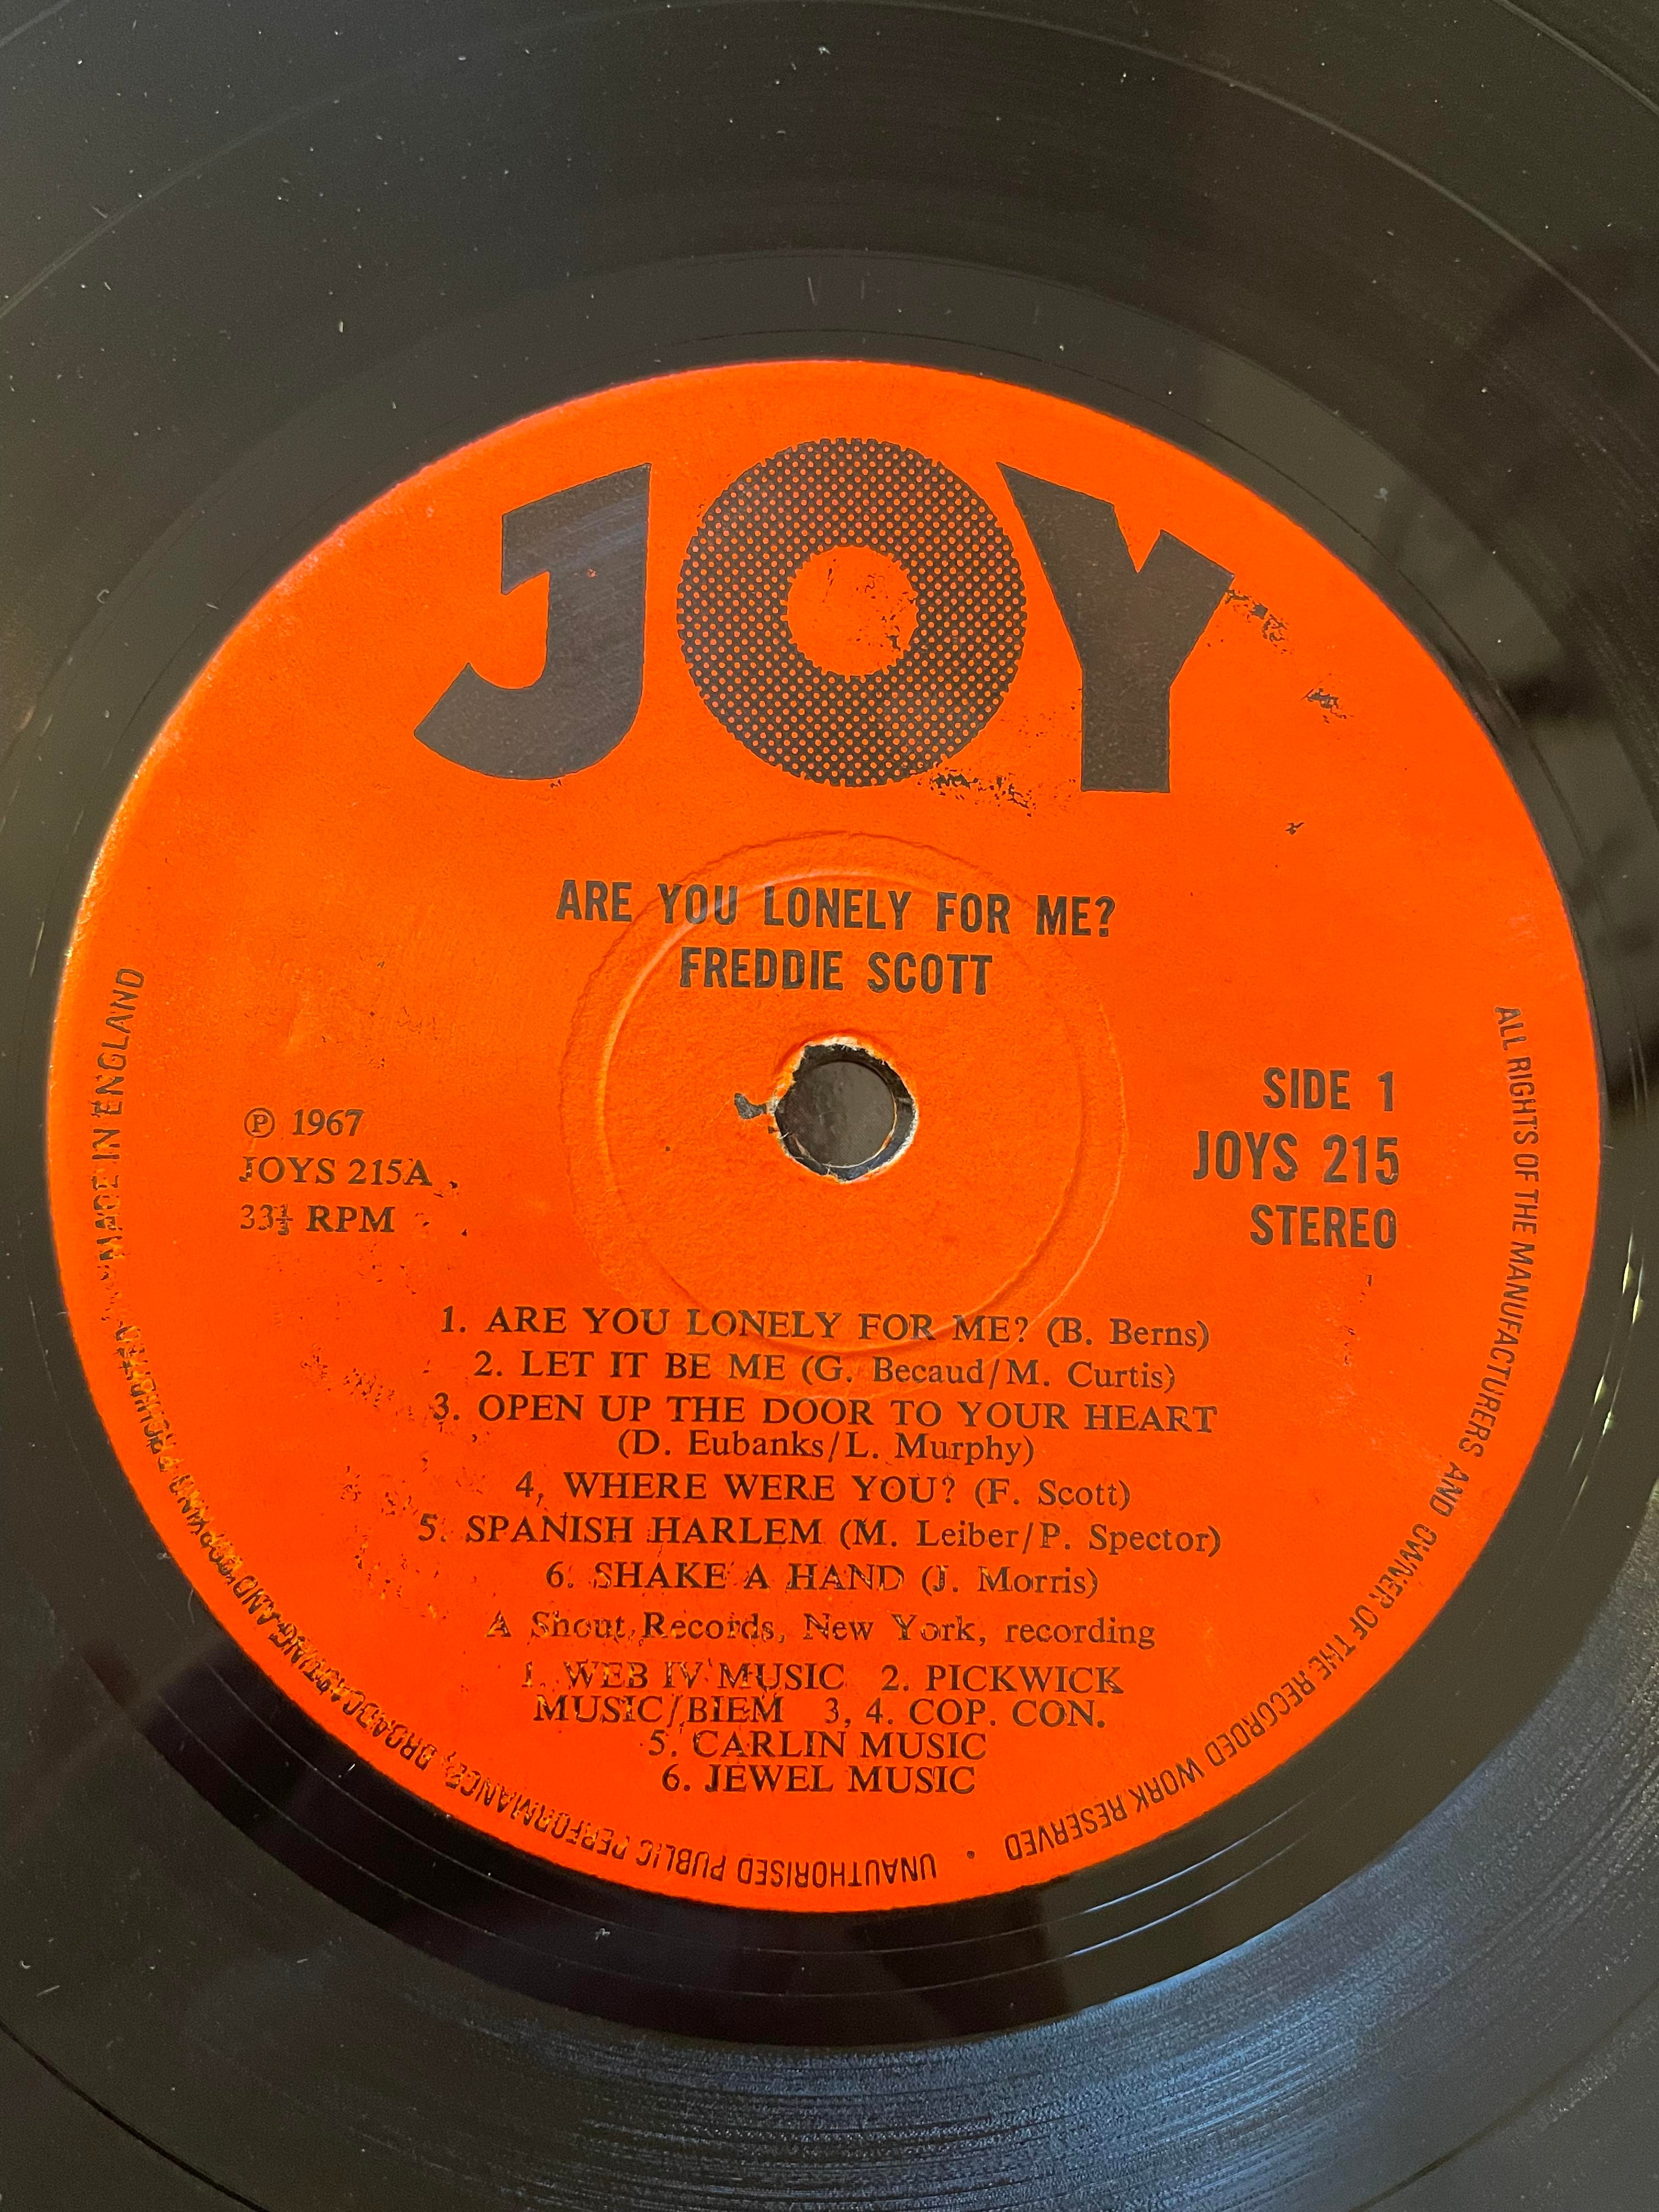 JOY
ARE YOU LONELY FOR ME?
FREDDIE SCOTT
Ⓟ 1967
JOYS 215A
33⅓ RPM
SIDE 1
JOYS 215
STEREO
1. ARE YOU LONELY FOR ME? (B. Berns)
2. LET IT BE ME (G. Becaud/M. Curtis)
3. OPEN UP THE DOOR TO YOUR HEART
(D. Eubanks/L. Murphy)
4, WHERE WERE YOU? (F. Scott)
5. SPANISH HARLEM (M. Leiber/P. Spector)
6. SHAKE A HAND (J. Morris)
A Shout Records, New York, recording
1. WEB IV MUSIC 2. PICKWICK
MUSIC/BIEM 3, 4. COP. CON.
5. CARLIN MUSIC
6. JEWEL MUSIC
ALL RIGHTS OF THE MANUFACTURERS AND OWNER OF THE RECORDED WORK RESERVED • UNAUTHORISED PUBLIC PERFORMANCE, BROADCASTING AND COPYING PROHIBITED MADE IN ENGLAND